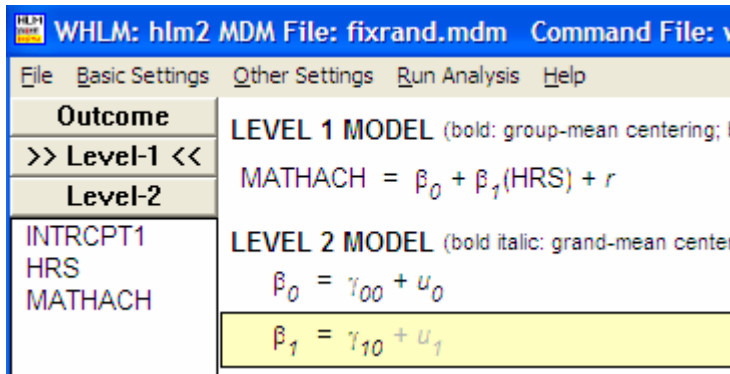 WHLM: hlm2 MDM File: fixrand.mdm Command File:
File Basic Settings Other Settings Run Analysis Help
Outcome
>> Level-1 <<
Level-2
INTRCPT1
HRS
MATHACH
LEVEL 1 MODEL (bold: group-mean centering;
MATHACH = β0 + β1(HRS) + r
LEVEL 2 MODEL (bold italic: grand-mean center
β0 = γ00 + u0
β1 = γ10 + u1